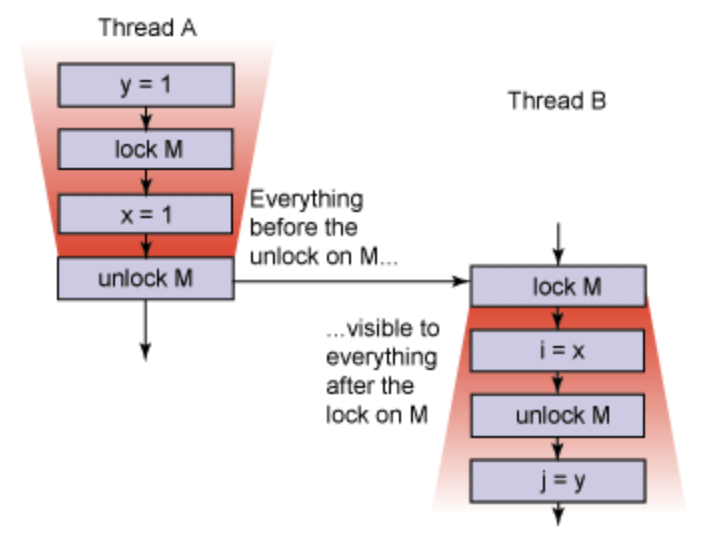 Thread A
y = 1
lock M
x = 1
unlock M
Everything
before the
unlock on M...
Thread B
lock M
...visible to
everything
after the
lock on M
i = x
unlock M
j = y